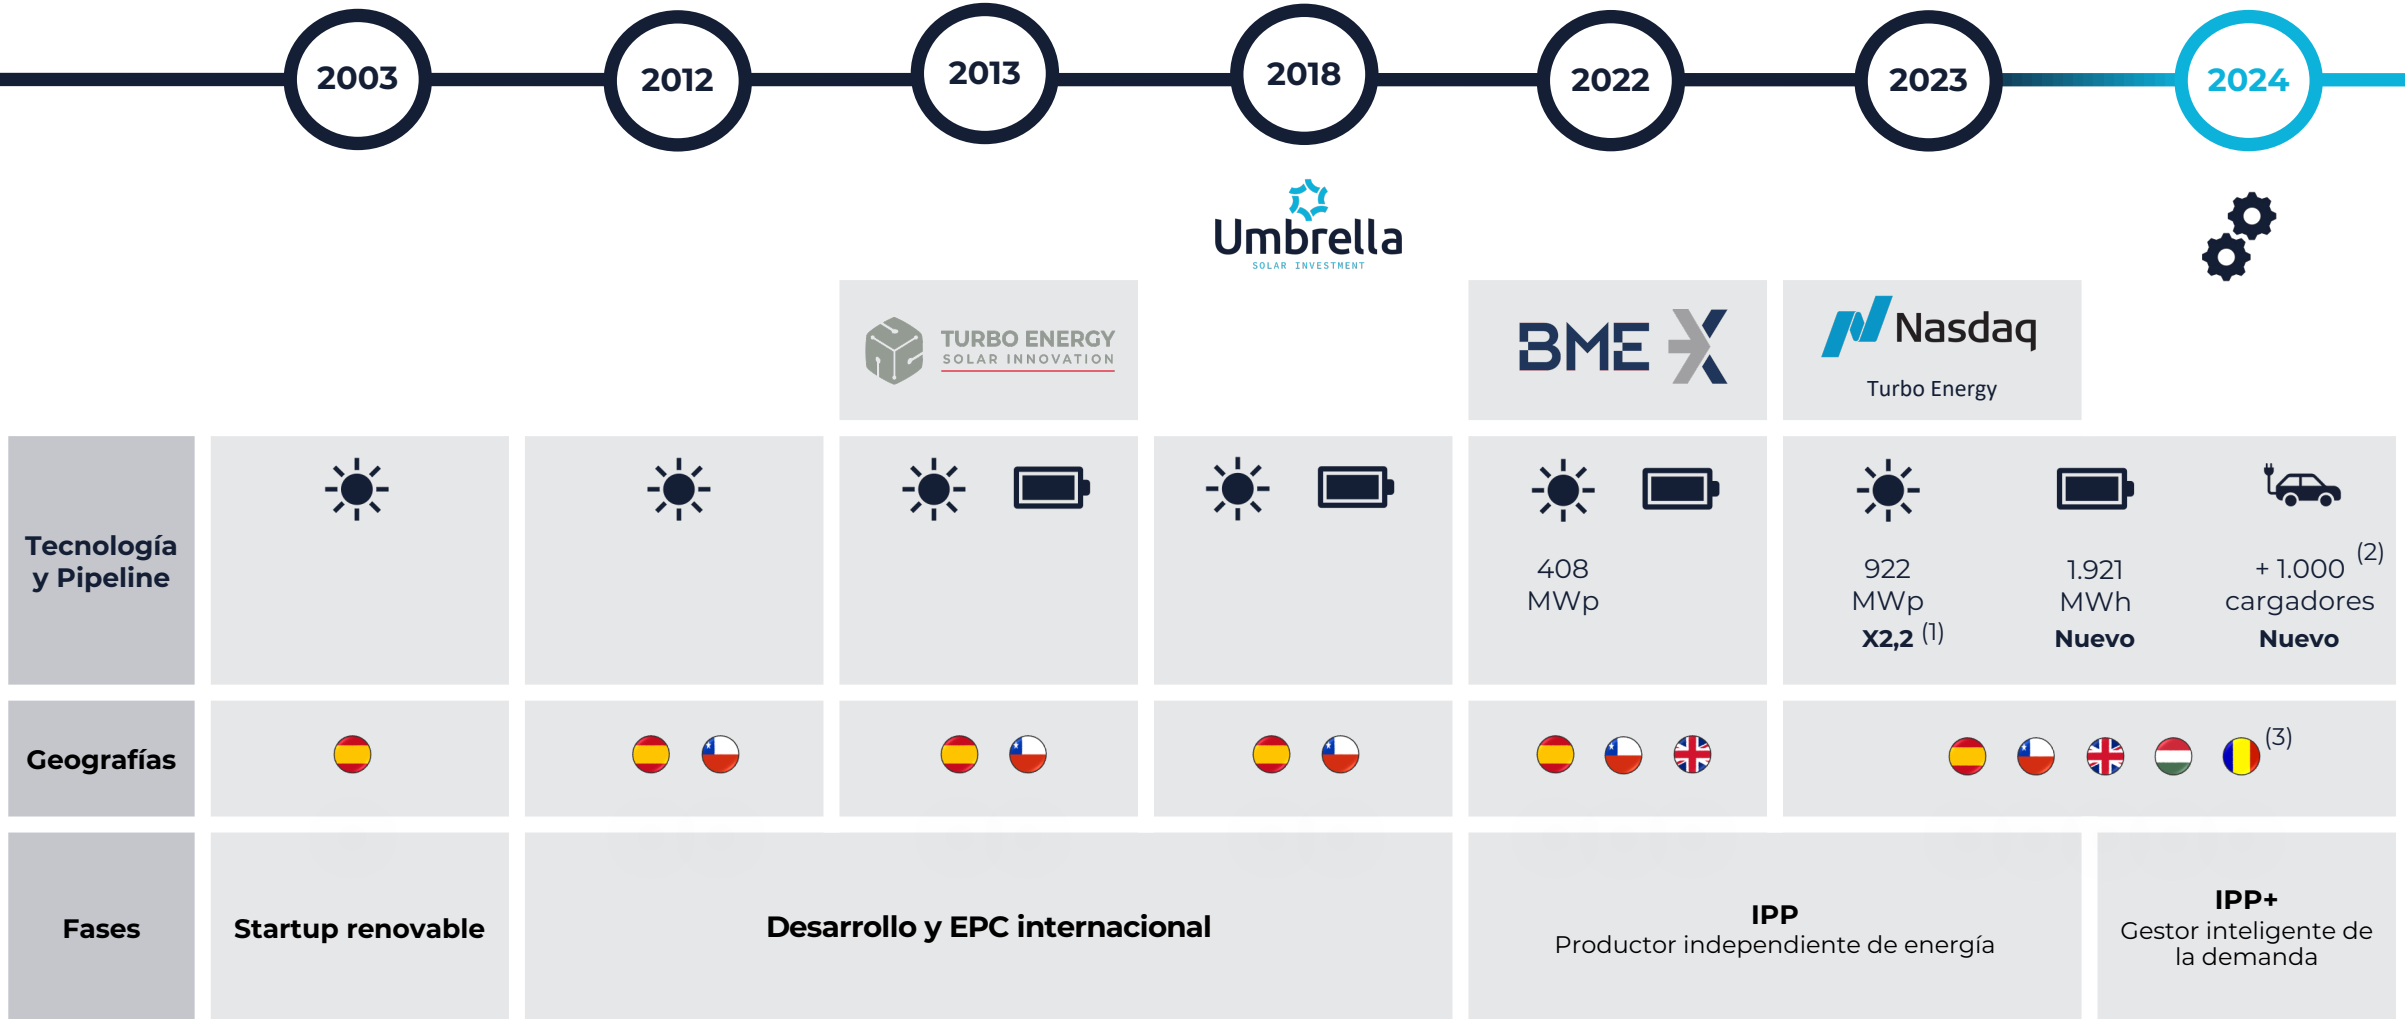 2003
2012
2013
2018
2022
2023
2024
Umbrella
SOLAR INVESTMENT
TURBO ENERGY
SOLAR INNOVATION
BME X
Nasdaq
Turbo Energy
Tecnología
y Pipeline
408
MWp
922
MWp
X2,2 (1)
1.921
MWh
Nuevo
+ 1.000 (2)
cargadores
Nuevo
Geografías
(3)
Fases
Startup renovable
Desarrollo y EPC internacional
IPP
Productor independiente de energía
IPP+
Gestor inteligente de
la demanda